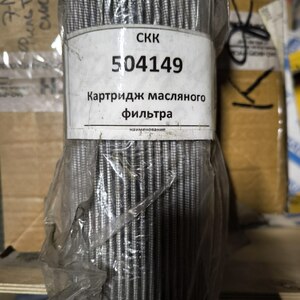 СКК
504149
Картридж масляного
фильтра
наименование